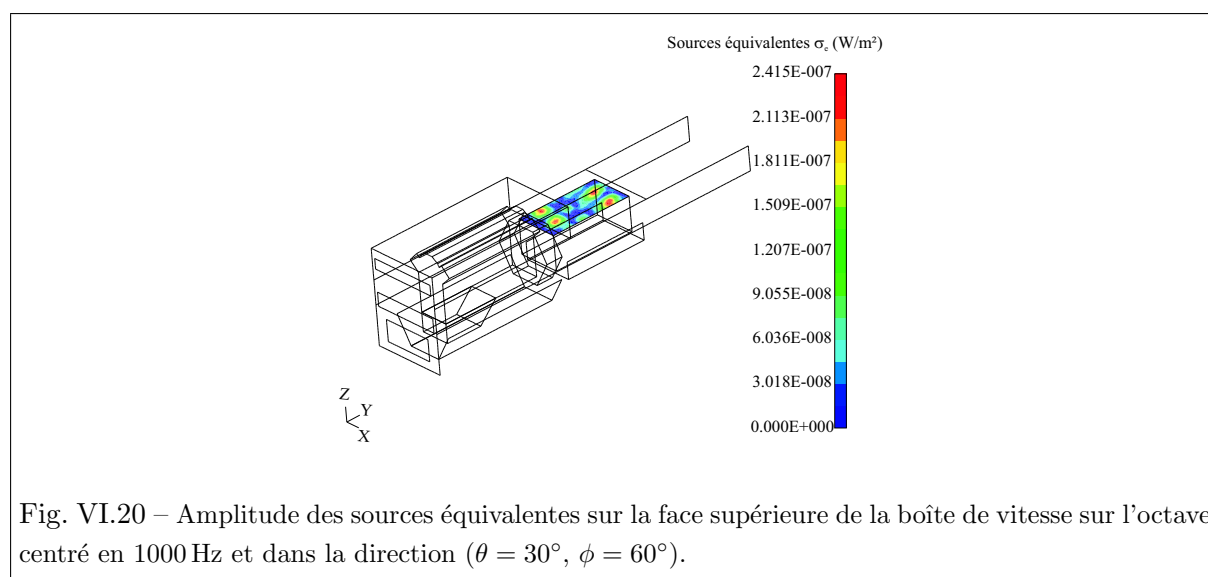 Sources équivalentes σe (W/m²)
2.415E-007
2.113E-007
1.811E-007
1.509E-007
1.207E-007
9.055E-008
6.036E-008
3.018E-008
0.000E+000
Z
Y
X
Fig. VI.20 – Amplitude des sources équivalentes sur la face supérieure de la boîte de vitesse sur l'octave
centré en 1000 Hz et dans la direction (θ = 30°, ϕ = 60°).